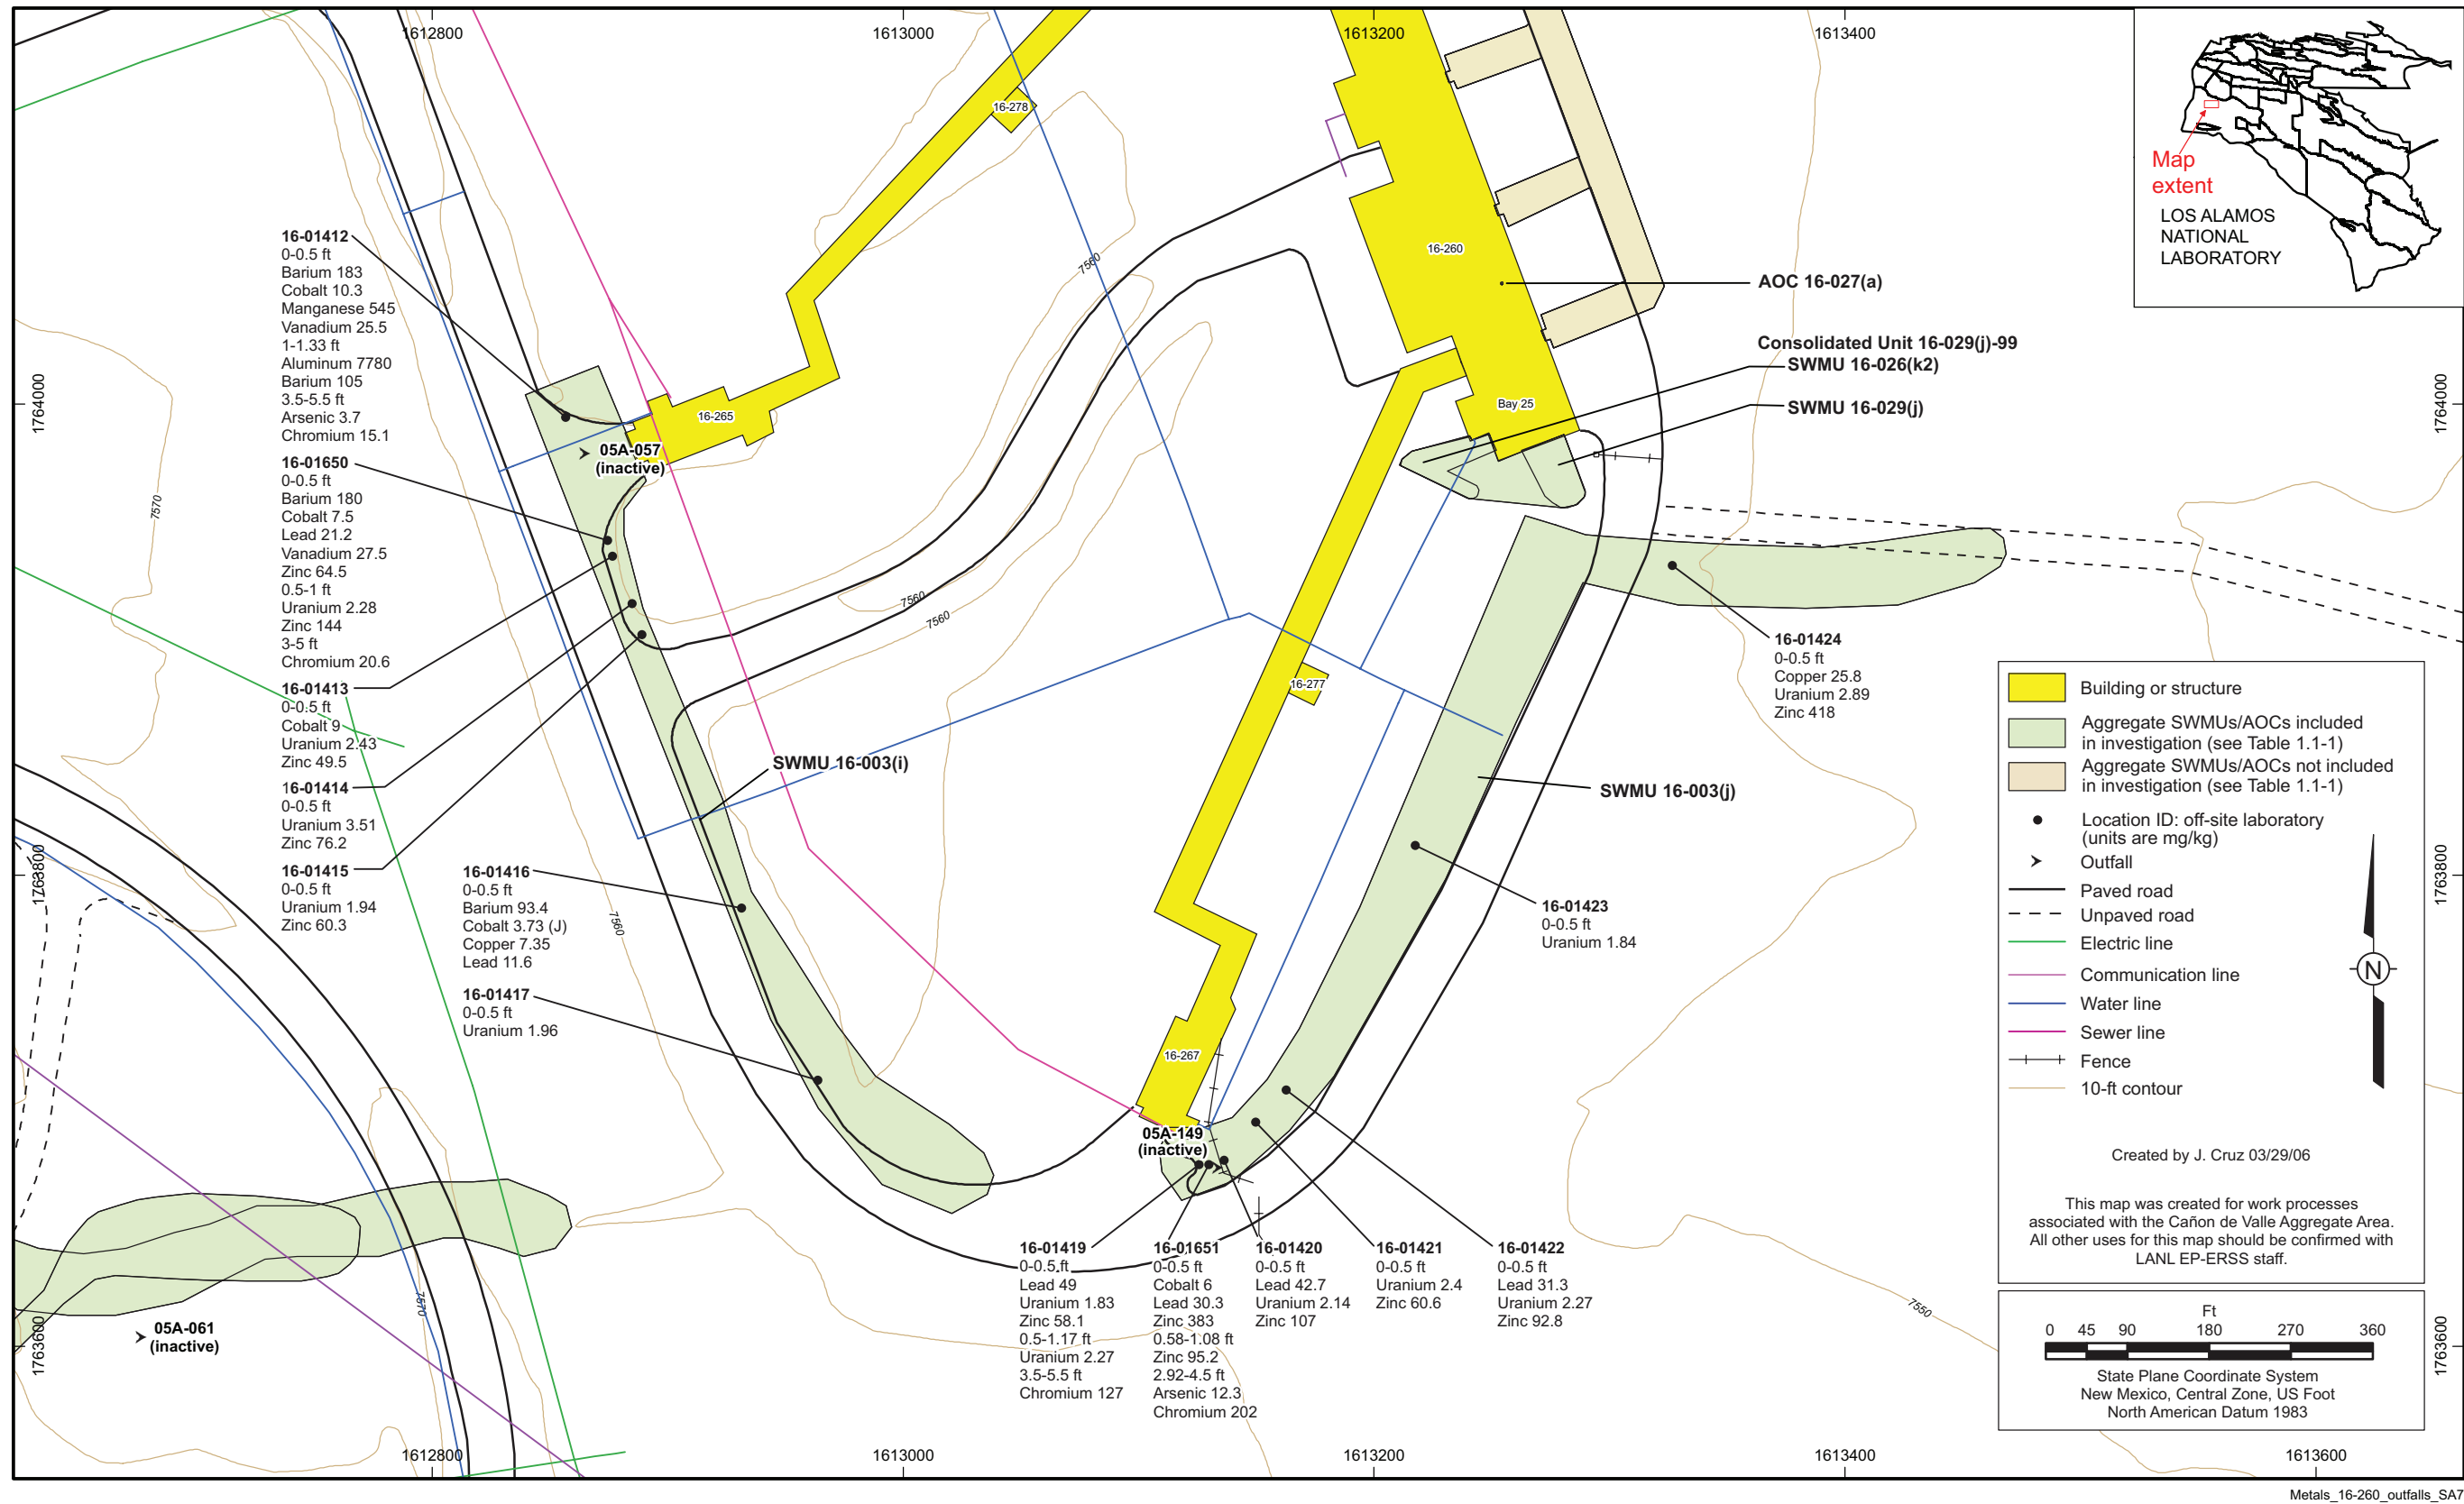 1612800
1613000
1613200
1613400
16-278
16-260
16-265
Bay 25
16-277
16-267
7560
7560
7560
7560
7570
7570
7550
1764000
1763800
1763600
1764000
1763800
1763600
Map
extent
LOS ALAMOS
NATIONAL
LABORATORY
16-01412
0-0.5 ft
Barium 183
Cobalt 10.3
Manganese 545
Vanadium 25.5
1-1.33 ft
Aluminum 7780
Barium 105
3.5-5.5 ft
Arsenic 3.7
Chromium 15.1
16-01650
0-0.5 ft
Barium 180
Cobalt 7.5
Lead 21.2
Vanadium 27.5
Zinc 64.5
0.5-1 ft
Uranium 2.28
Zinc 144
3-5 ft
Chromium 20.6
16-01413
0-0.5 ft
Cobalt 9
Uranium 2.43
Zinc 49.5
16-01414
0-0.5 ft
Uranium 3.51
Zinc 76.2
16-01415
0-0.5 ft
Uranium 1.94
Zinc 60.3
16-01416
0-0.5 ft
Barium 93.4
Cobalt 3.73 (J)
Copper 7.35
Lead 11.6
16-01417
0-0.5 ft
Uranium 1.96
05A-057
(inactive)
SWMU 16-003(i)
AOC 16-027(a)
Consolidated Unit 16-029(j)-99
SWMU 16-026(k2)
SWMU 16-029(j)
16-01424
0-0.5 ft
Copper 25.8
Uranium 2.89
Zinc 418
SWMU 16-003(j)
16-01423
0-0.5 ft
Uranium 1.84
05A-149
(inactive)
16-01419
0-0.5 ft
Lead 49
Uranium 1.83
Zinc 58.1
0.5-1.17 ft
Uranium 2.27
3.5-5.5 ft
Chromium 127
16-01651
0-0.5 ft
Cobalt 6
Lead 30.3
Zinc 383
0.58-1.08 ft
Zinc 95.2
2.92-4.5 ft
Arsenic 12.3
Chromium 202
16-01420
0-0.5 ft
Lead 42.7
Uranium 2.14
Zinc 107
16-01421
0-0.5 ft
Uranium 2.4
Zinc 60.6
16-01422
0-0.5 ft
Lead 31.3
Uranium 2.27
Zinc 92.8
05A-061
(inactive)
Building or structure
Aggregate SWMUs/AOCs included
in investigation (see Table 1.1-1)
Aggregate SWMUs/AOCs not included
in investigation (see Table 1.1-1)
Location ID: off-site laboratory
(units are mg/kg)
Outfall
Paved road
Unpaved road
Electric line
Communication line
Water line
Sewer line
Fence
10-ft contour
N
Created by J. Cruz 03/29/06
This map was created for work processes
associated with the Cañon de Valle Aggregate Area.
All other uses for this map should be confirmed with
LANL EP-ERSS staff.
Ft
0 45 90 180 270 360
State Plane Coordinate System
New Mexico, Central Zone, US Foot
North American Datum 1983
1612800
1613000
1613200
1613400
1613600
Metals_16-260_outfalls_SA7